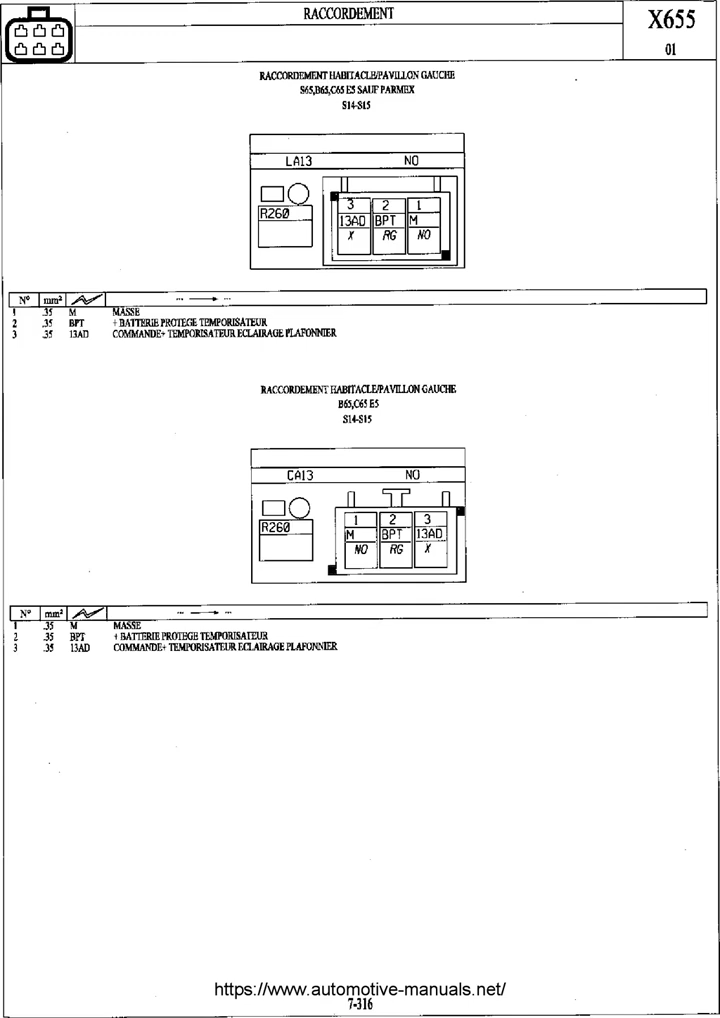 RACCORDEMENT
X655
01
RACCORDEMENT HABITACLE/PAVILLON GAUCHE
S65,B65,C65 E5 SAUF PARMEX
S14-S15
LA13 NO
R260
3 2 1
13AD BPT M
X RG NO
N° mm² ... ...
1 .35 M MASSE
2 .35 BPT + BATTERIE PROTEGE TEMPORISATEUR
3 .35 13AD COMMANDE+ TEMPORISATEUR ECLAIRAGE PLAFONNIER
RACCORDEMENT HABITACLE/PAVILLON GAUCHE
B65,C65 E5
S14-S15
CA13 NO
R260
1 2 3
M BPT 13AD
NO RG X
N° mm² ... ...
1 .35 M MASSE
2 .35 BPT + BATTERIE PROTEGE TEMPORISATEUR
3 .35 13AD COMMANDE+ TEMPORISATEUR ECLAIRAGE PLAFONNIER
https://www.automotive-manuals.net/
7-316